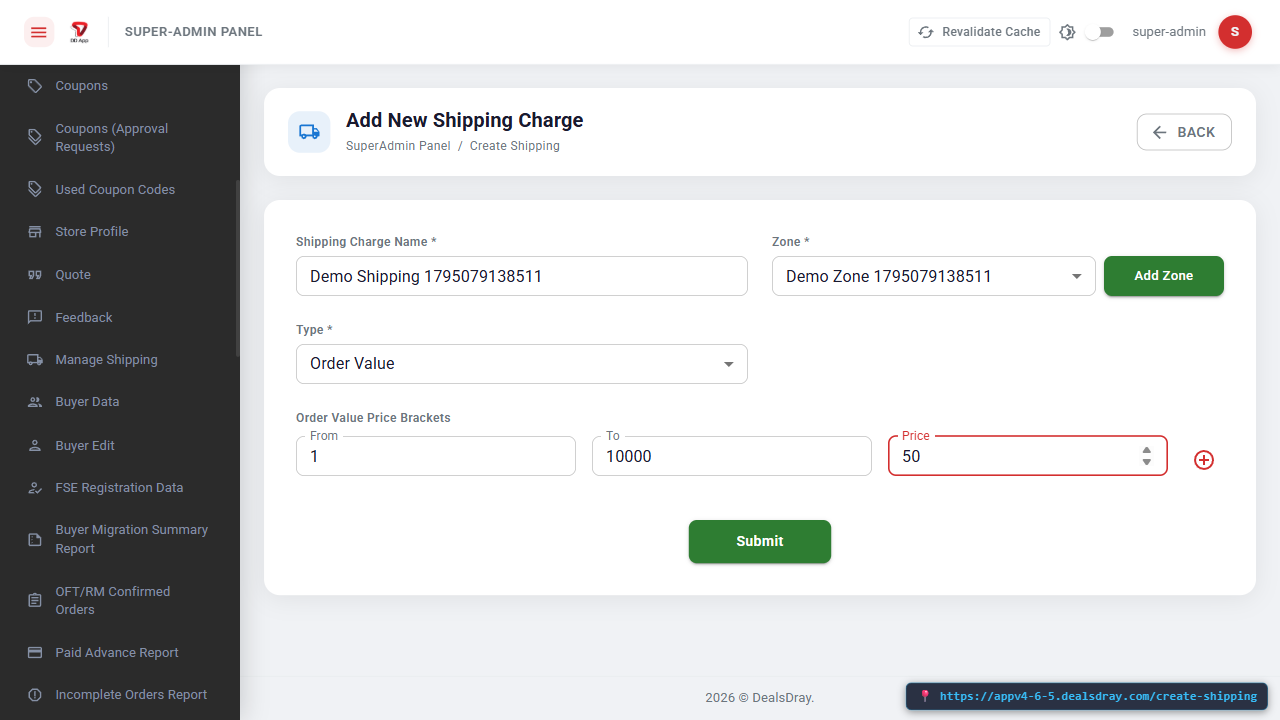 DD App
SUPER-ADMIN PANEL
Revalidate Cache
super-admin
S
Coupons
Coupons (Approval
Requests)
Used Coupon Codes
Store Profile
Quote
Feedback
Manage Shipping
Buyer Data
Buyer Edit
FSE Registration Data
Buyer Migration Summary
Report
OFT/RM Confirmed
Orders
Paid Advance Report
Incomplete Orders Report
Add New Shipping Charge
SuperAdmin Panel / Create Shipping
BACK
Shipping Charge Name *
Demo Shipping 1795079138511
Zone *
Demo Zone 1795079138511
Add Zone
Type *
Order Value
Order Value Price Brackets
From
1
To
10000
Price
50
Submit
2026 © DealsDray.
https://appv4-6-5.dealsdray.com/create-shipping